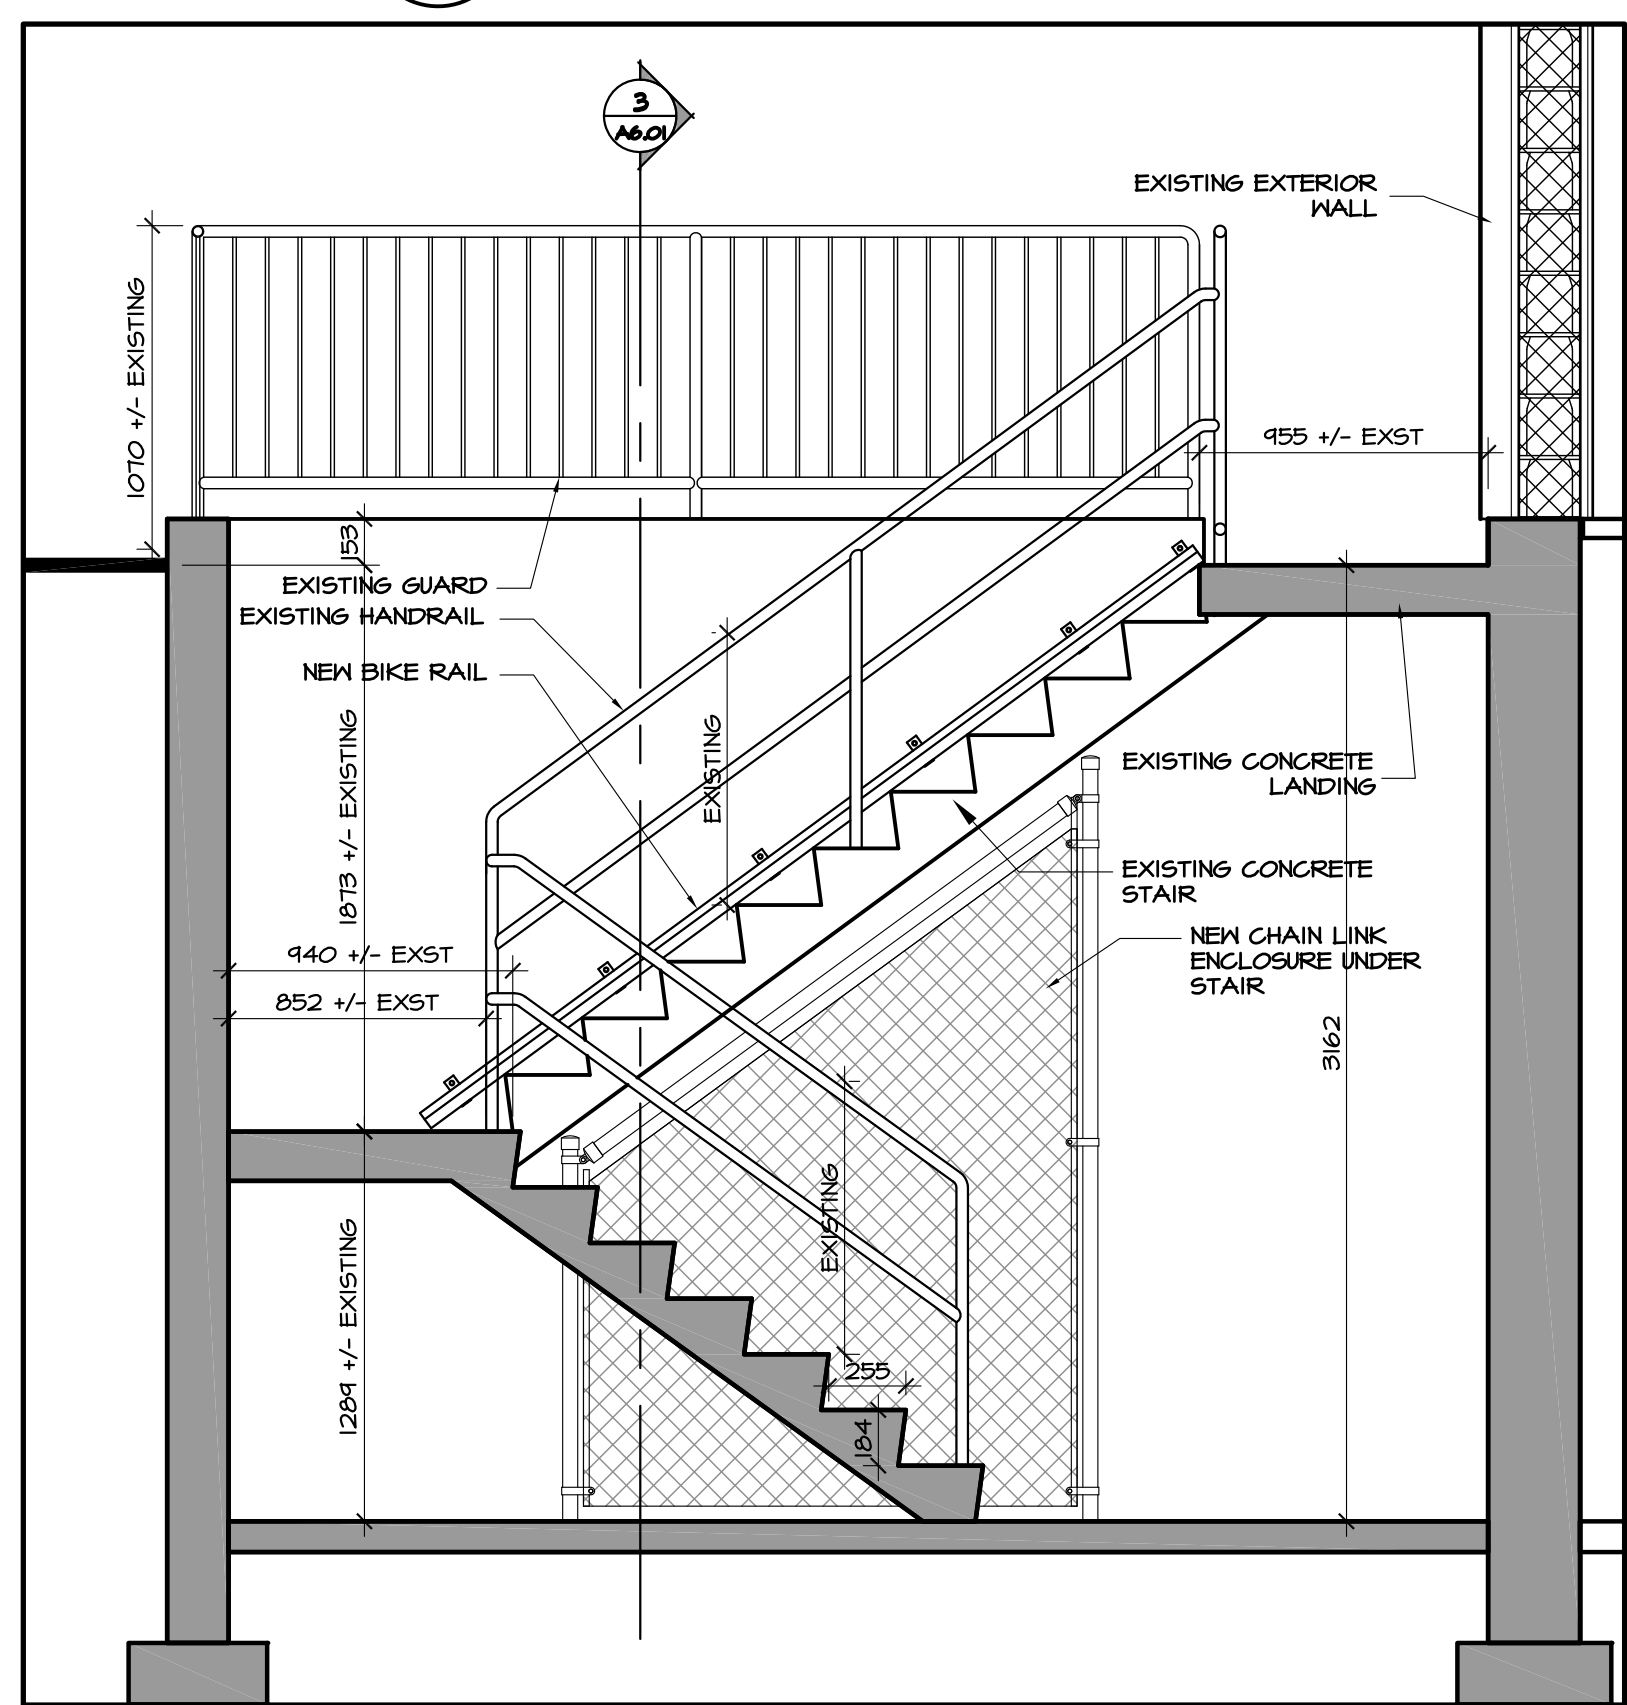 3
A6.01
EXISTING EXTERIOR
WALL
1070 +/- EXISTING
955 +/- EXST
153
EXISTING GUARD
EXISTING HANDRAIL
NEW BIKE RAIL
1873 +/- EXISTING
EXISTING
EXISTING CONCRETE
LANDING
EXISTING CONCRETE
STAIR
NEW CHAIN LINK
ENCLOSURE UNDER
STAIR
940 +/- EXST
852 +/- EXST
3162
EXISTING
1289 +/- EXISTING
255
184